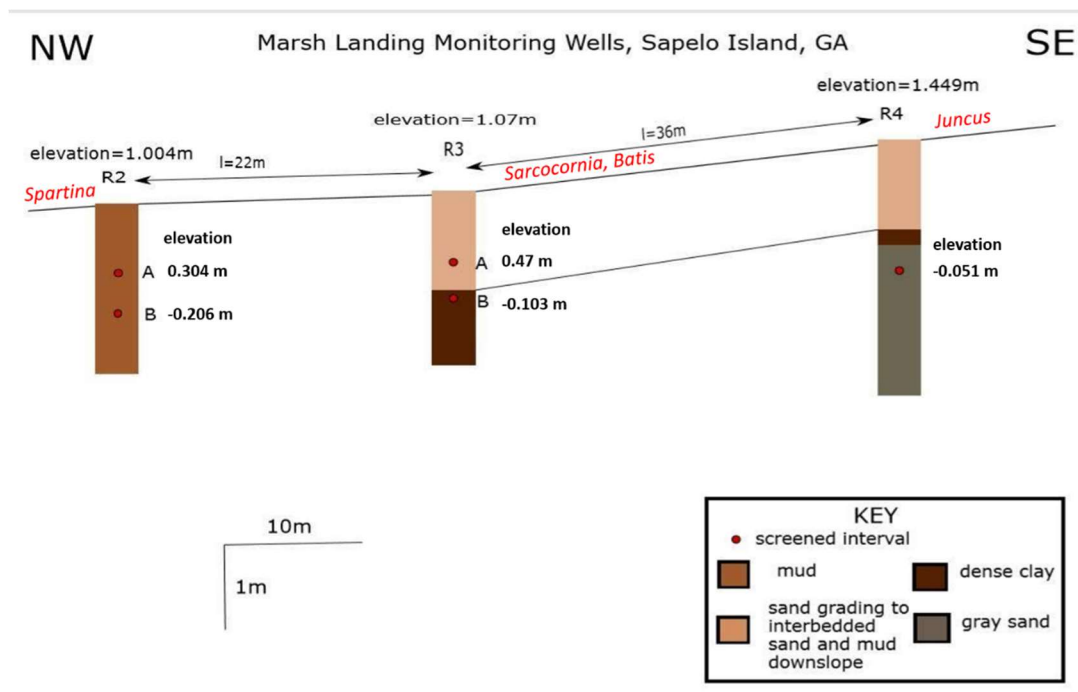 NW
Marsh Landing Monitoring Wells, Sapelo Island, GA
SE
elevation=1.449m
R4
Juncus
elevation=1.07m
R3
l=36m
Sarcocornia, Batis
elevation=1.004m
R2
l=22m
Spartina
elevation
A 0.304 m
B -0.206 m
elevation
A 0.47 m
B -0.103 m
elevation
-0.051 m
10m
1m
KEY
screened interval
mud
dense clay
sand grading to
interbedded
sand and mud
downslope
gray sand